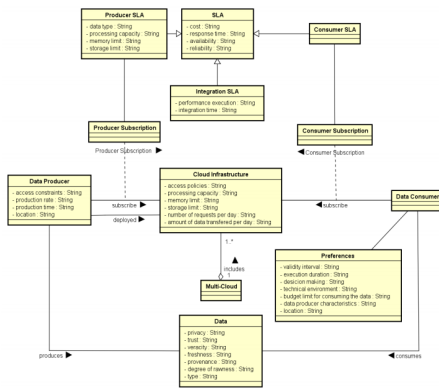 Producer SLA
- data type : String
- processing capacity : String
- memory limit : String
- storage limit : String
SLA
- cost : String
- response time : String
- availability : String
- reliability : String
Consumer SLA
Integration SLA
- performance execution : String
- integration time : String
Producer Subscription
Consumer Subscription
Producer Subscription
Consumer Subscription
Data Producer
- access constraints : String
- production rate : String
- production time : String
- location : String
Cloud Infrastructure
- access policies : String
- processing capacity : String
- memory limit : String
- storage limit : String
- number of requests per day : String
- amount of data transfered per day : String
Data Consumer
subscribe
subscribe
deployed
1..*
includes
1
Multi-Cloud
Preferences
- validity interval : String
- execution duration : String
- desicion making : String
- technical environment : String
- budget limit for consuming the data : String
- data producer characteristics : String
- location : String
Data
- privacy : String
- trust : String
- veracity : String
- freshness : String
- provenance : String
- degree of rawness : String
- type : String
produces
consumes